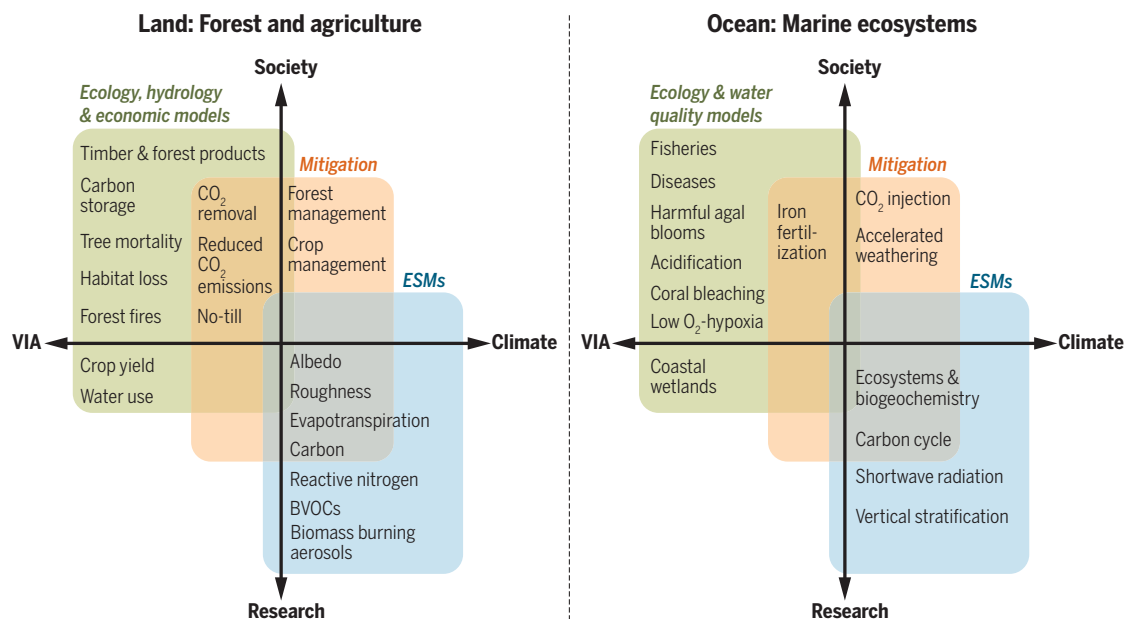 Land: Forest and agriculture
Society
Ecology, hydrology
& economic models
Timber & forest products
Mitigation
Carbon
storage
CO2
removal
Forest
management
Tree mortality
Reduced
CO2
emissions
Crop
management
Habitat loss
ESMs
Forest fires
No-till
VIA
Climate
Crop yield
Water use
Albedo
Roughness
Evapotranspiration
Carbon
Reactive nitrogen
BVOCs
Biomass burning
aerosols
Research
Ocean: Marine ecosystems
Society
Ecology & water
quality models
Fisheries
Mitigation
Diseases
CO2 injection
Harmful agal
blooms
Iron
fertil-
ization
Accelerated
weathering
Acidification
ESMs
Coral bleaching
Low O2-hypoxia
VIA
Climate
Coastal
wetlands
Ecosystems &
biogeochemistry
Carbon cycle
Shortwave radiation
Vertical stratification
Research